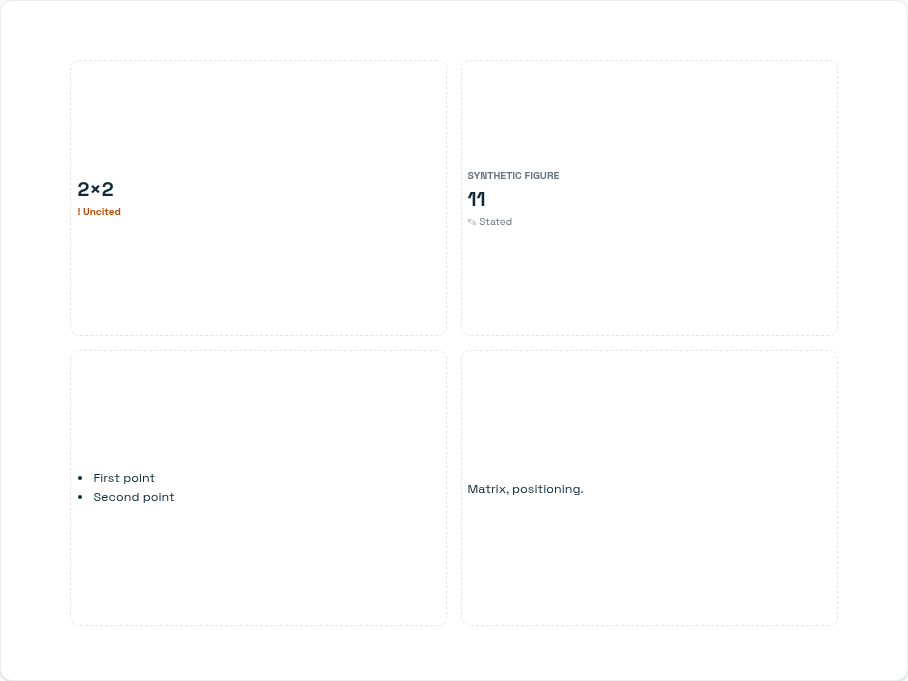 2×2
! Uncited
SYNTHETIC FIGURE
11
✎ Stated
• First point
• Second point
Matrix, positioning.